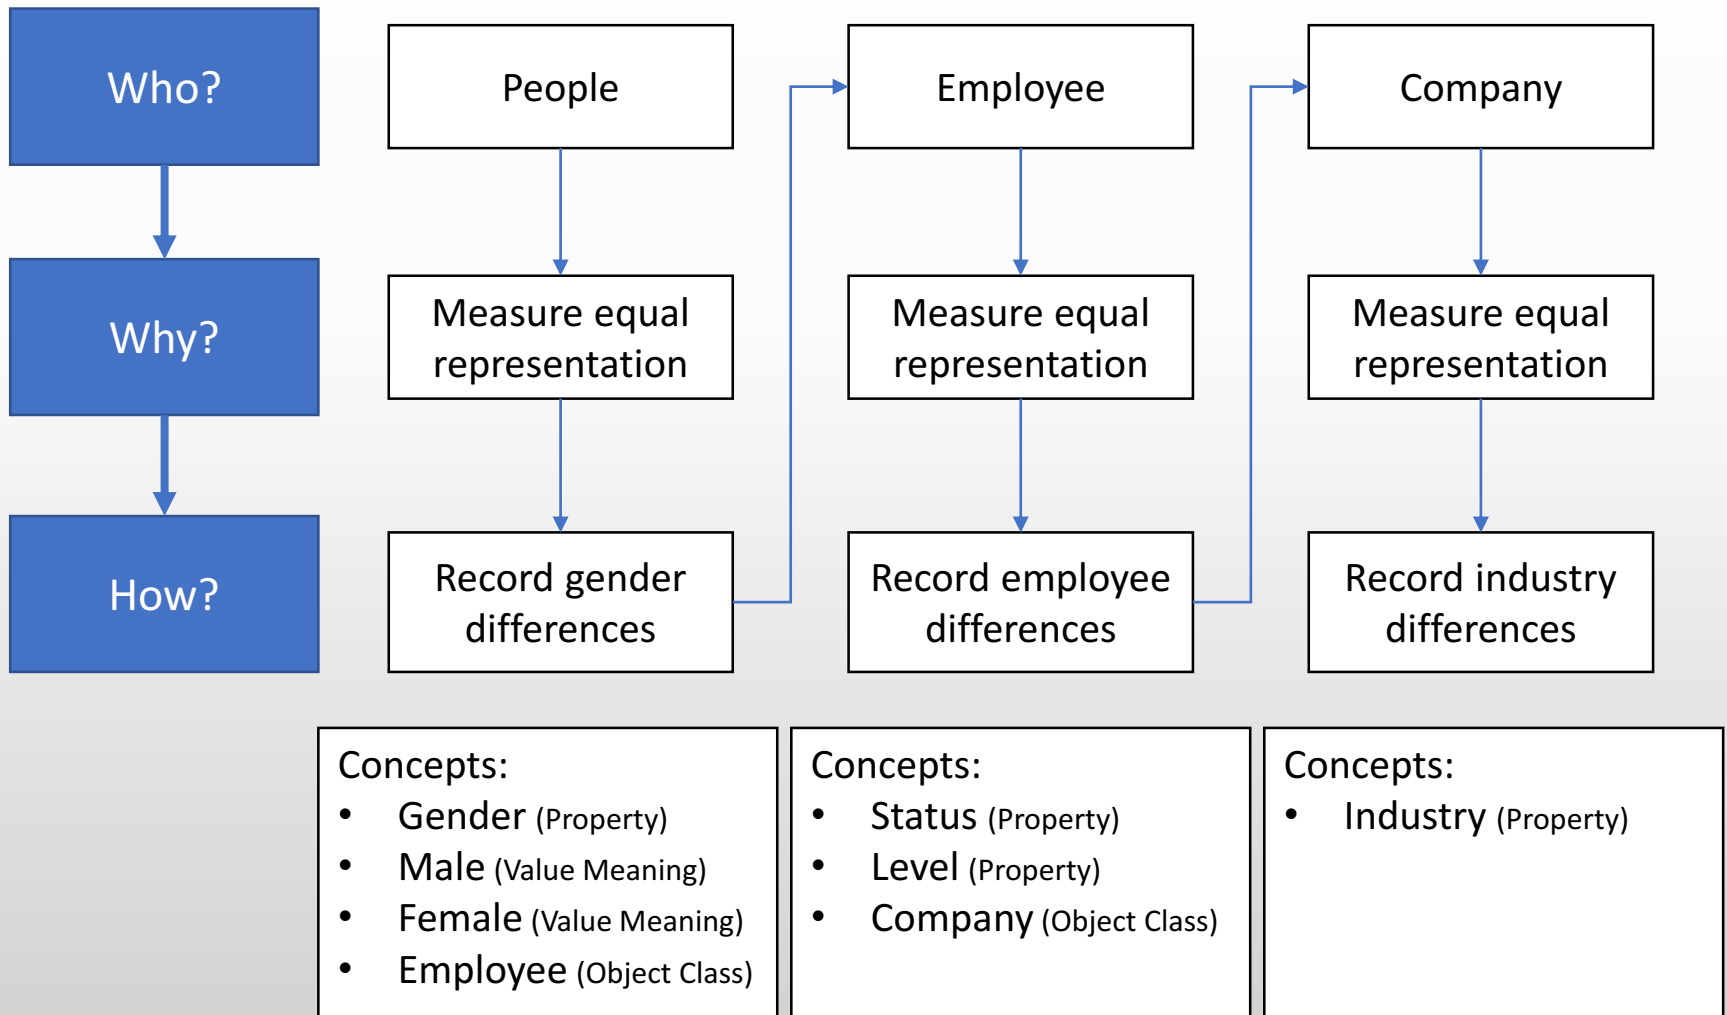 Who?
People
Employee
Company
Why?
Measure equal
representation
Measure equal
representation
Measure equal
representation
How?
Record gender
differences
Record employee
differences
Record industry
differences
Concepts:
• Gender (Property)
• Male (Value Meaning)
• Female (Value Meaning)
• Employee (Object Class)
Concepts:
• Status (Property)
• Level (Property)
• Company (Object Class)
Concepts:
• Industry (Property)